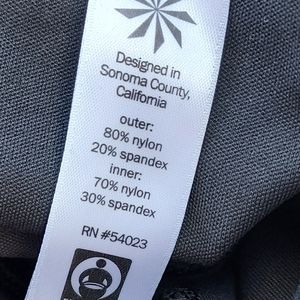 Designed in
Sonoma County,
California
outer:
80% nylon
20% spandex
inner:
70% nylon
30% spandex
RN #54023